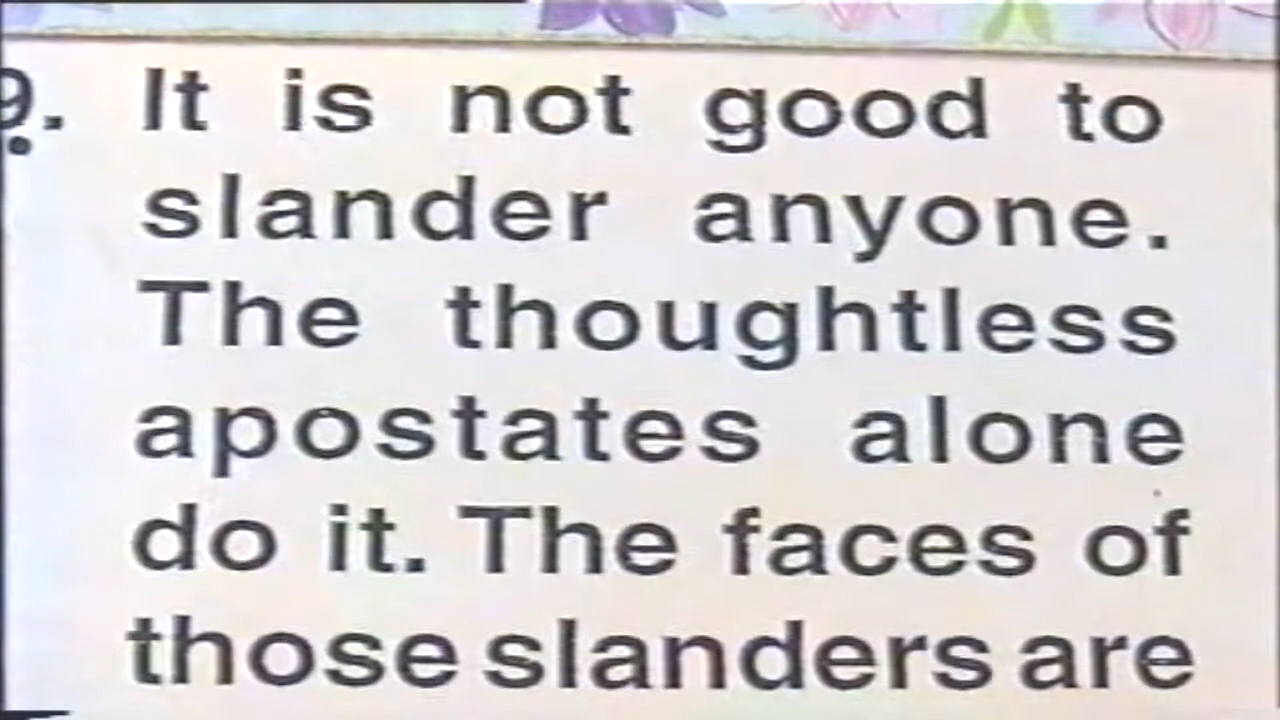 9. It is not good to
slander anyone.
The thoughtless
apostates alone
do it. The faces of
those slanders are